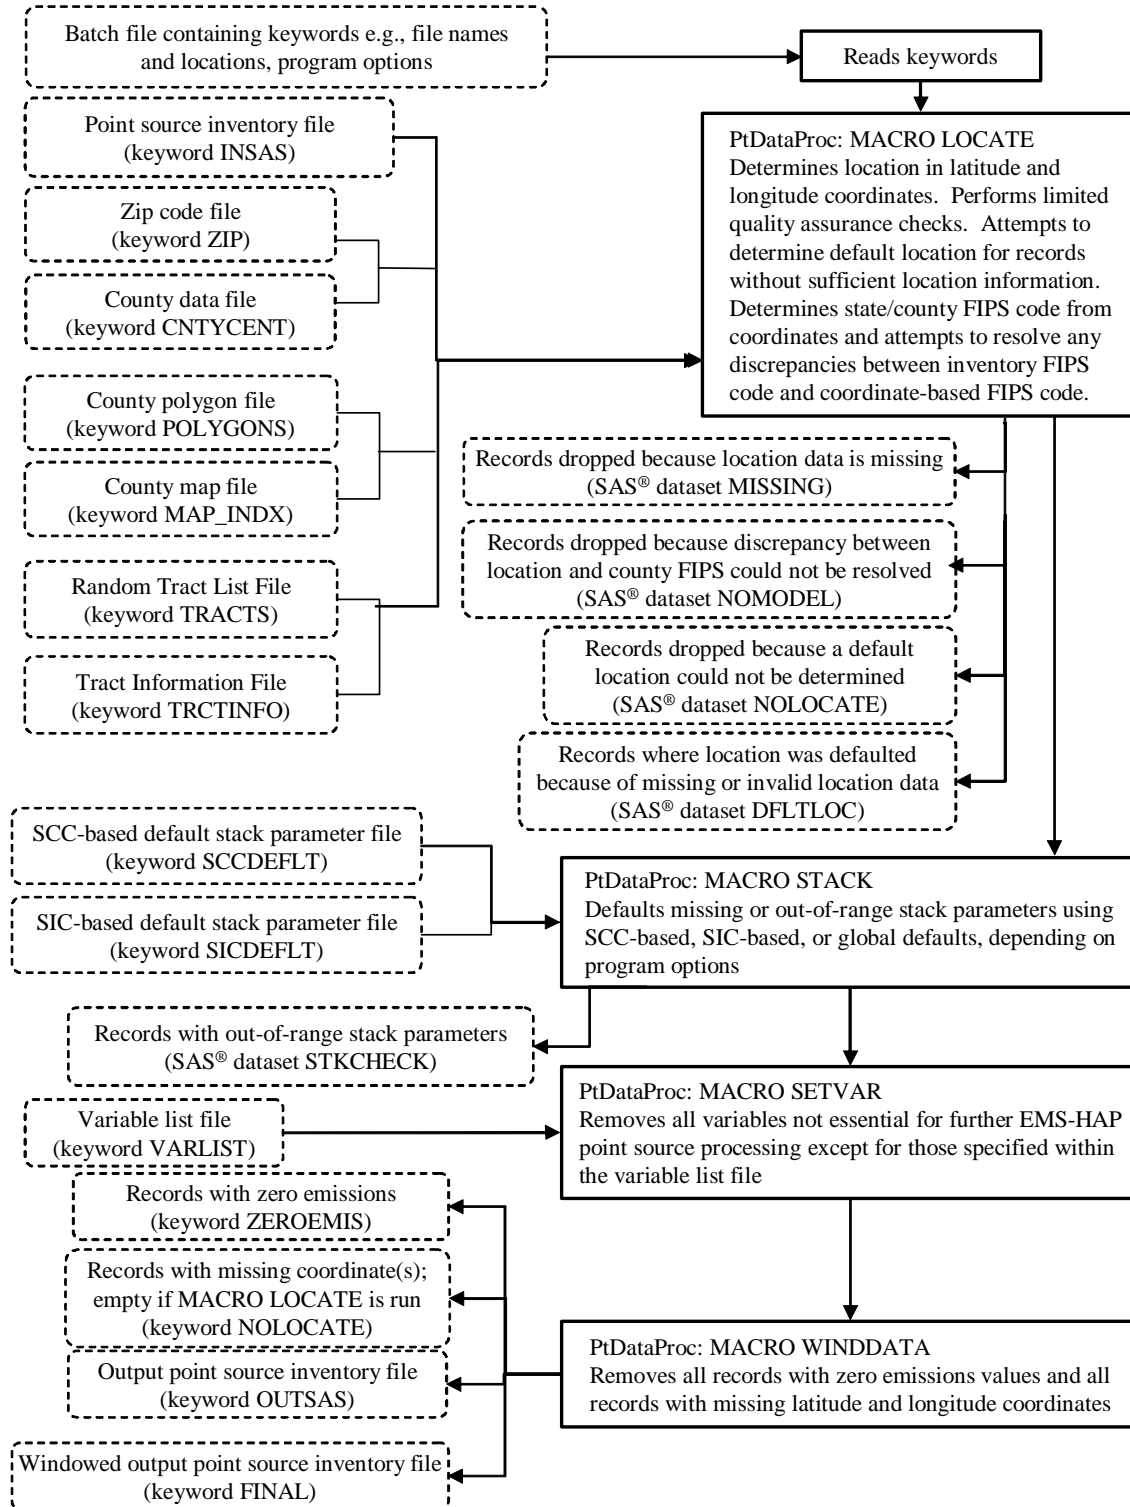 Batch file containing keywords e.g., file names
and locations, program options
Reads keywords
Point source inventory file
(keyword INSAS)
Zip code file
(keyword ZIP)
County data file
(keyword CNTYCENT)
County polygon file
(keyword POLYGONS)
County map file
(keyword MAP_INDX)
Random Tract List File
(keyword TRACTS)
Tract Information File
(keyword TRCTINFO)
PtDataProc: MACRO LOCATE
Determines location in latitude and
longitude coordinates.  Performs limited
quality assurance checks.  Attempts to
determine default location for records
without sufficient location information.
Determines state/county FIPS code from
coordinates and attempts to resolve any
discrepancies between inventory FIPS
code and coordinate-based FIPS code.
Records dropped because location data is missing
(SAS® dataset MISSING)
Records dropped because discrepancy between
location and county FIPS could not be resolved
(SAS® dataset NOMODEL)
Records dropped because a default
location could not be determined
(SAS® dataset NOLOCATE)
Records where location was defaulted
because of missing or invalid location data
(SAS® dataset DFLTLOC)
SCC-based default stack parameter file
(keyword SCCDEFLT)
SIC-based default stack parameter file
(keyword SICDEFLT)
PtDataProc: MACRO STACK
Defaults missing or out-of-range stack parameters using
SCC-based, SIC-based, or global defaults, depending on
program options
Records with out-of-range stack parameters
(SAS® dataset STKCHECK)
Variable list file
(keyword VARLIST)
PtDataProc: MACRO SETVAR
Removes all variables not essential for further EMS-HAP
point source processing except for those specified within
the variable list file
Records with zero emissions
(keyword ZEROEMIS)
Records with missing coordinate(s);
empty if MACRO LOCATE is run
(keyword NOLOCATE)
Output point source inventory file
(keyword OUTSAS)
Windowed output point source inventory file
(keyword FINAL)
PtDataProc: MACRO WINDDATA
Removes all records with zero emissions values and all
records with missing latitude and longitude coordinates